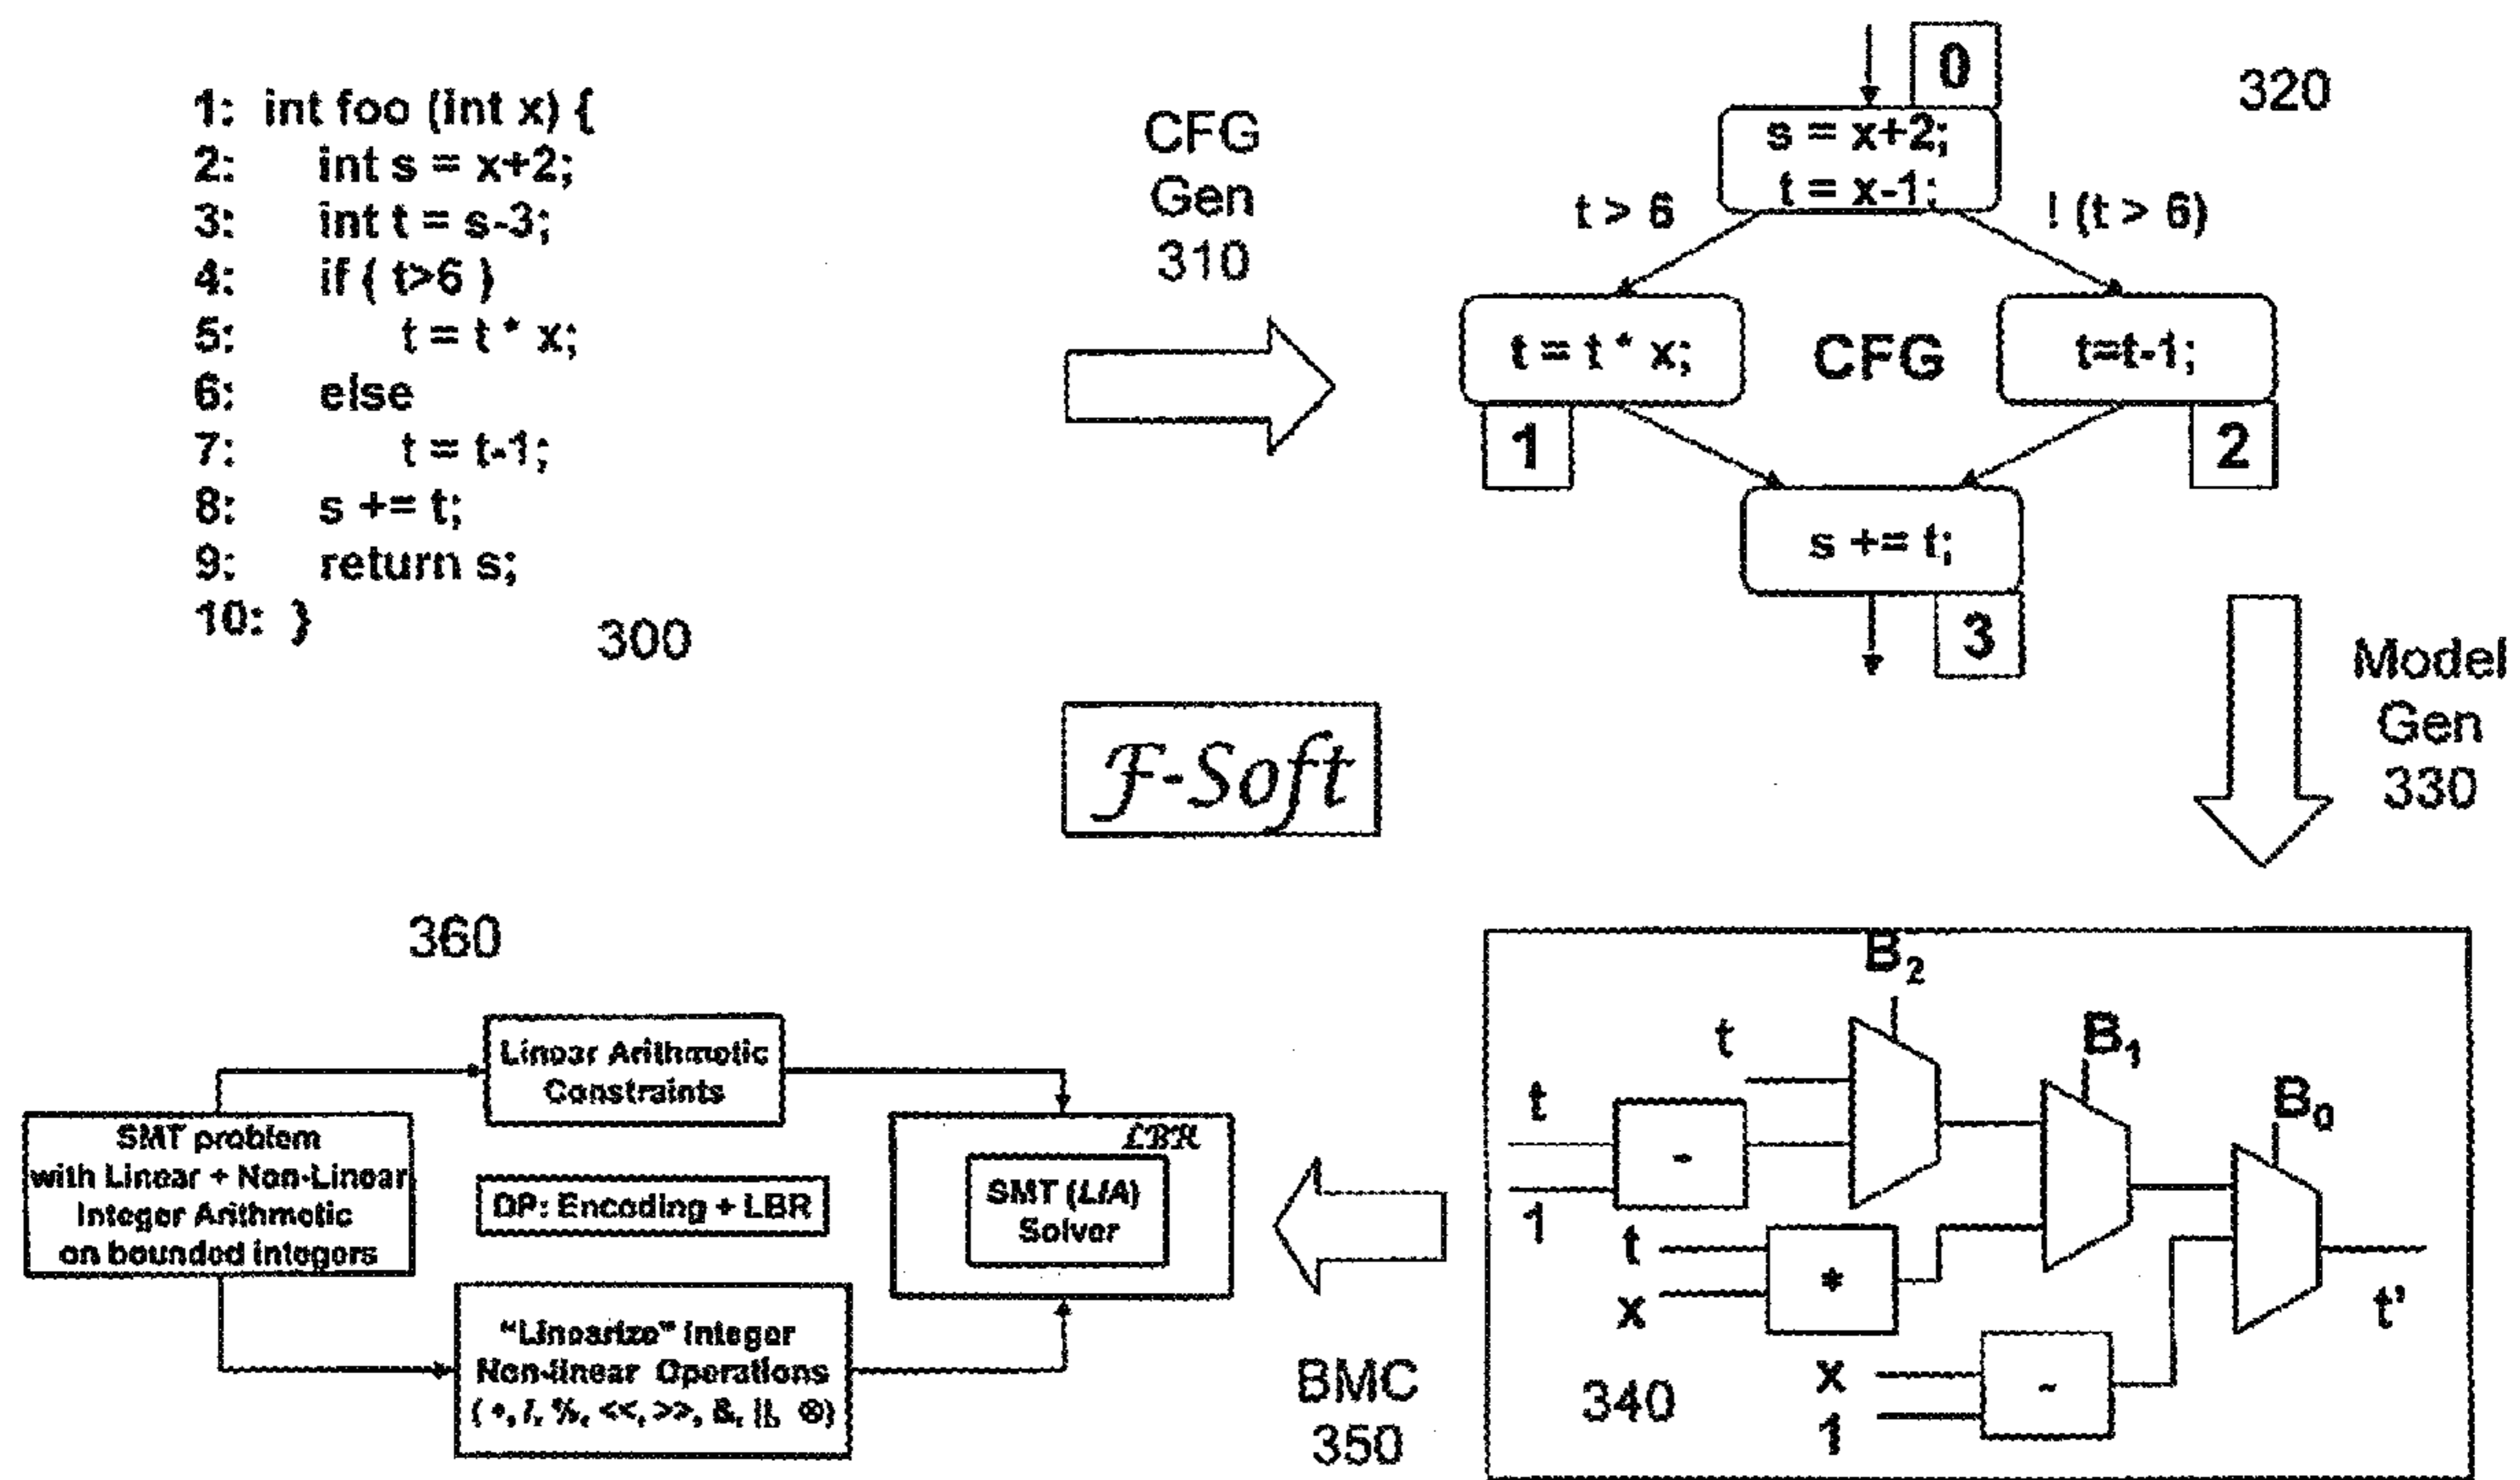 1: int foo (int x) {
2: int s = x+2;
3: int t = s-3;
4: if ( t>6 )
5: t = t * x;
6: else
7: t = t-1;
8: s += t;
9: return s;
10: }
300
CFG
Gen
310
0
320
s = x+2;
t = x-1;
t > 6
! (t > 6)
t = t * x;
CFG
t=t-1;
1
2
s += t;
3
Model
Gen
330
F-Soft
360
Linear Arithmetic
Constraints
SMT problem
with Linear + Non-Linear
Integer Arithmetic
on bounded integers
DP: Encoding + LBR
LBR
SMT (LIA)
Solver
"Linearize" Integer
Non-linear Operations
( *, /, %, <<, >>, &, ||, ⊗)
BMC
350
B₂
t
B₁
t
-
B₀
1
t
*
x
t'
x
-
1
340